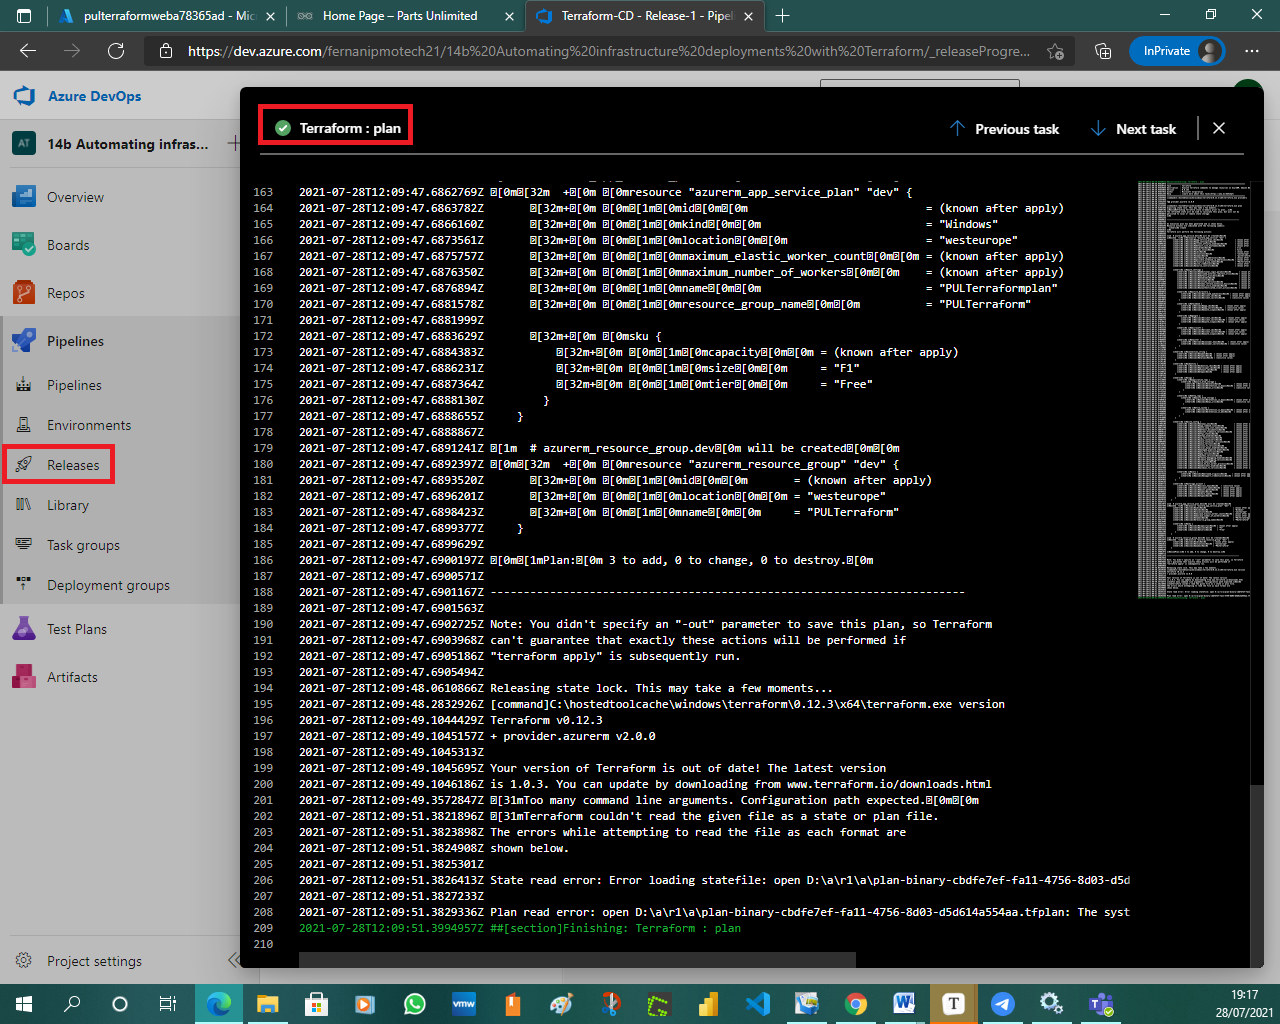 pulterraformweba78365ad - Mic
Home Page – Parts Unlimited
Terraform-CD - Release-1 - Pipel
https://dev.azure.com/fernanipmotech21/14b%20Automating%20infrastructure%20deployments%20with%20Terraform/_releaseProgre...
InPrivate
Azure DevOps
AT
14b Automating infras...
Overview
Boards
Repos
Pipelines
Pipelines
Environments
Releases
Library
Task groups
Deployment groups
Test Plans
Artifacts
Project settings
Terraform : plan
Previous task
Next task
163 2021-07-28T12:09:47.6862769Z [0m[32m +[0m [0mresource "azurerm_app_service_plan" "dev" {
164 2021-07-28T12:09:47.6863782Z [32m+[0m [0m[1m[0mid[0m[0m = (known after apply)
165 2021-07-28T12:09:47.6866160Z [32m+[0m [0m[1m[0mkind[0m[0m = "Windows"
166 2021-07-28T12:09:47.6873561Z [32m+[0m [0m[1m[0mlocation[0m[0m = "westeurope"
167 2021-07-28T12:09:47.6875757Z [32m+[0m [0m[1m[0mmaximum_elastic_worker_count[0m[0m = (known after apply)
168 2021-07-28T12:09:47.6876350Z [32m+[0m [0m[1m[0mmaximum_number_of_workers[0m[0m = (known after apply)
169 2021-07-28T12:09:47.6876894Z [32m+[0m [0m[1m[0mname[0m[0m = "PULTerraformplan"
170 2021-07-28T12:09:47.6881578Z [32m+[0m [0m[1m[0mresource_group_name[0m[0m = "PULTerraform"
171 2021-07-28T12:09:47.6881999Z
172 2021-07-28T12:09:47.6883629Z [32m+[0m [0msku {
173 2021-07-28T12:09:47.6884383Z [32m+[0m [0m[1m[0mcapacity[0m[0m = (known after apply)
174 2021-07-28T12:09:47.6886231Z [32m+[0m [0m[1m[0msize[0m[0m = "F1"
175 2021-07-28T12:09:47.6887364Z [32m+[0m [0m[1m[0mtier[0m[0m = "Free"
176 2021-07-28T12:09:47.6888130Z }
177 2021-07-28T12:09:47.6888655Z }
178 2021-07-28T12:09:47.6888867Z
179 2021-07-28T12:09:47.6891241Z [1m # azurerm_resource_group.dev[0m will be created[0m[0m
180 2021-07-28T12:09:47.6892397Z [0m[32m +[0m [0mresource "azurerm_resource_group" "dev" {
181 2021-07-28T12:09:47.6893520Z [32m+[0m [0m[1m[0mid[0m[0m = (known after apply)
182 2021-07-28T12:09:47.6896201Z [32m+[0m [0m[1m[0mlocation[0m[0m = "westeurope"
183 2021-07-28T12:09:47.6898423Z [32m+[0m [0m[1m[0mname[0m[0m = "PULTerraform"
184 2021-07-28T12:09:47.6899377Z }
185 2021-07-28T12:09:47.6899629Z
186 2021-07-28T12:09:47.6900197Z [0m[1mPlan:[0m 3 to add, 0 to change, 0 to destroy.[0m
187 2021-07-28T12:09:47.6900571Z
188 2021-07-28T12:09:47.6901167Z ------------------------------------------------------------------------
189 2021-07-28T12:09:47.6901563Z
190 2021-07-28T12:09:47.6902725Z Note: You didn't specify an "-out" parameter to save this plan, so Terraform
191 2021-07-28T12:09:47.6903968Z can't guarantee that exactly these actions will be performed if
192 2021-07-28T12:09:47.6905186Z "terraform apply" is subsequently run.
193 2021-07-28T12:09:47.6905494Z
194 2021-07-28T12:09:48.0610866Z Releasing state lock. This may take a few moments...
195 2021-07-28T12:09:48.2832926Z [command]C:\hostedtoolcache\windows\terraform\0.12.3\x64\terraform.exe version
196 2021-07-28T12:09:49.1044429Z Terraform v0.12.3
197 2021-07-28T12:09:49.1045157Z + provider.azurerm v2.0.0
198 2021-07-28T12:09:49.1045313Z
199 2021-07-28T12:09:49.1045695Z Your version of Terraform is out of date! The latest version
200 2021-07-28T12:09:49.1046186Z is 1.0.3. You can update by downloading from www.terraform.io/downloads.html
201 2021-07-28T12:09:49.3572847Z [31mToo many command line arguments. Configuration path expected.[0m[0m
202 2021-07-28T12:09:51.3821896Z [31mTerraform couldn't read the given file as a state or plan file.
203 2021-07-28T12:09:51.3823898Z The errors while attempting to read the file as each format are
204 2021-07-28T12:09:51.3824908Z shown below.
205 2021-07-28T12:09:51.3825301Z
206 2021-07-28T12:09:51.3826413Z State read error: Error loading statefile: open D:\a\r1\a\plan-binary-cbdfe7ef-fa11-4756-8d03-d5d
207 2021-07-28T12:09:51.3827233Z
208 2021-07-28T12:09:51.3829336Z Plan read error: open D:\a\r1\a\plan-binary-cbdfe7ef-fa11-4756-8d03-d5d614a554aa.tfplan: The syst
209 2021-07-28T12:09:51.3994957Z ##[section]Finishing: Terraform : plan
210
vmw
T
19:17
28/07/2021